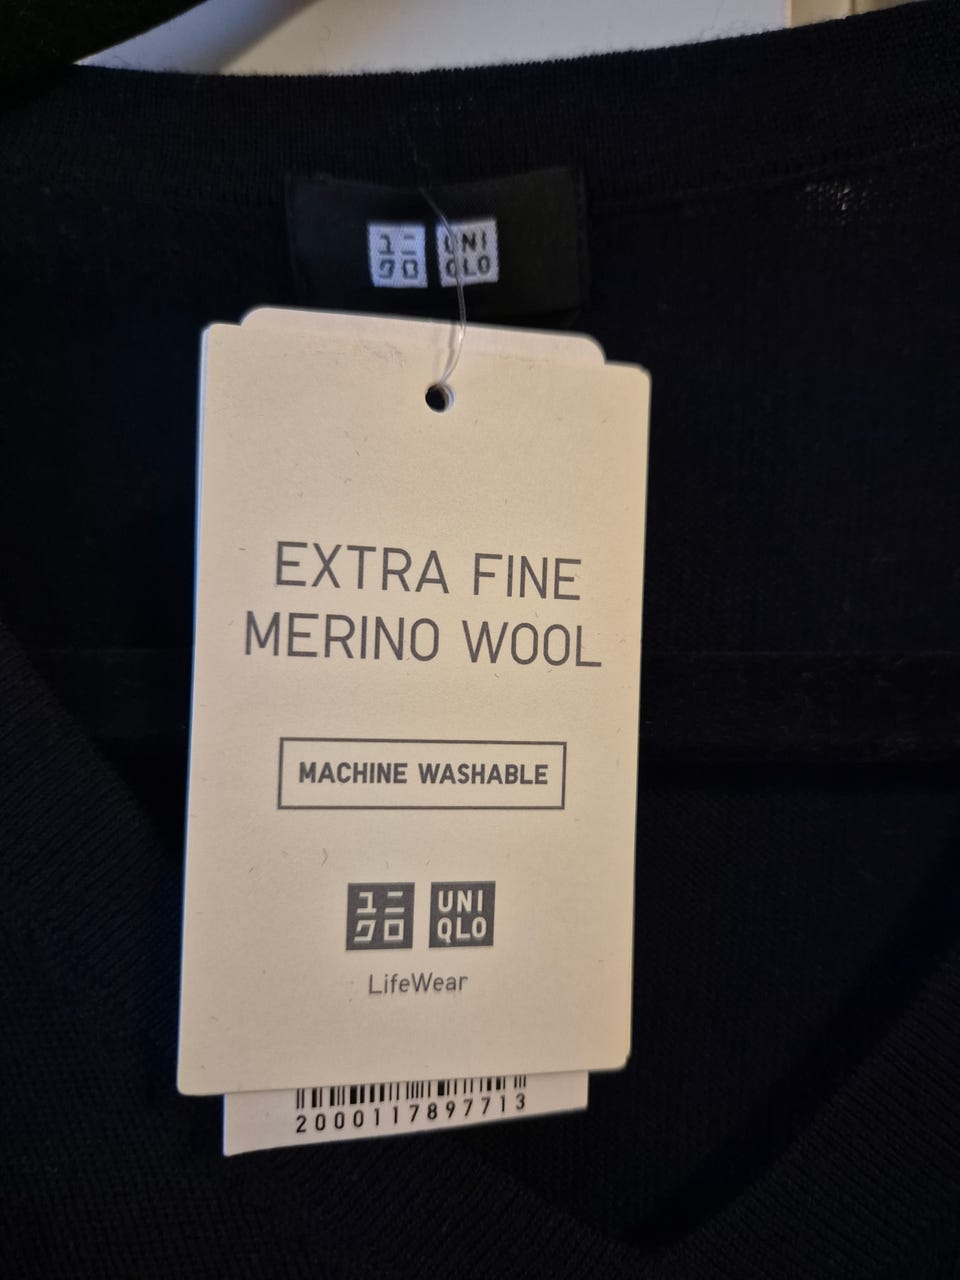 ユニ UNI
クロ QLO
EXTRA FINE
MERINO WOOL
MACHINE WASHABLE
ユニ UNI
クロ QLO
LifeWear
2000117897713